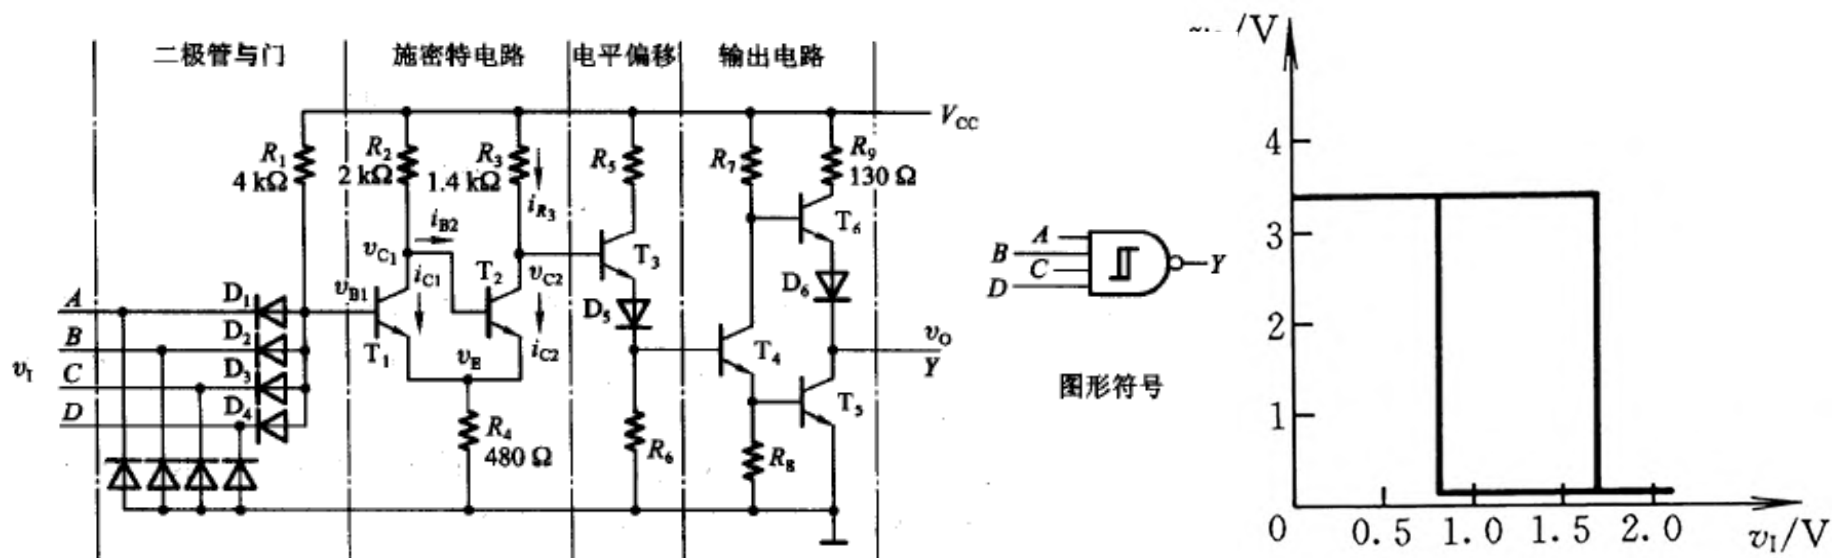 二极管与门
施密特电路
电平偏移
输出电路
V_CC
R₁
4 kΩ
R₂
2 kΩ
R₃
1.4 kΩ
R₅
R₇
R₉
130 Ω
i_B2
i_R3
v_C1
i_C1
T₂
v_C2
T₃
T₆
v_B1
T₁
v_E
i_C2
D₅
D₆
T₄
v_O
Y
T₅
A
D₁
B
D₂
v_I
C
D₃
D
D₄
R₄
480 Ω
R₆
R₈
A
B
C
D
Y
图形符号
/V
4
3
2
1
0
0.5
1.0
1.5
2.0
v_I/V